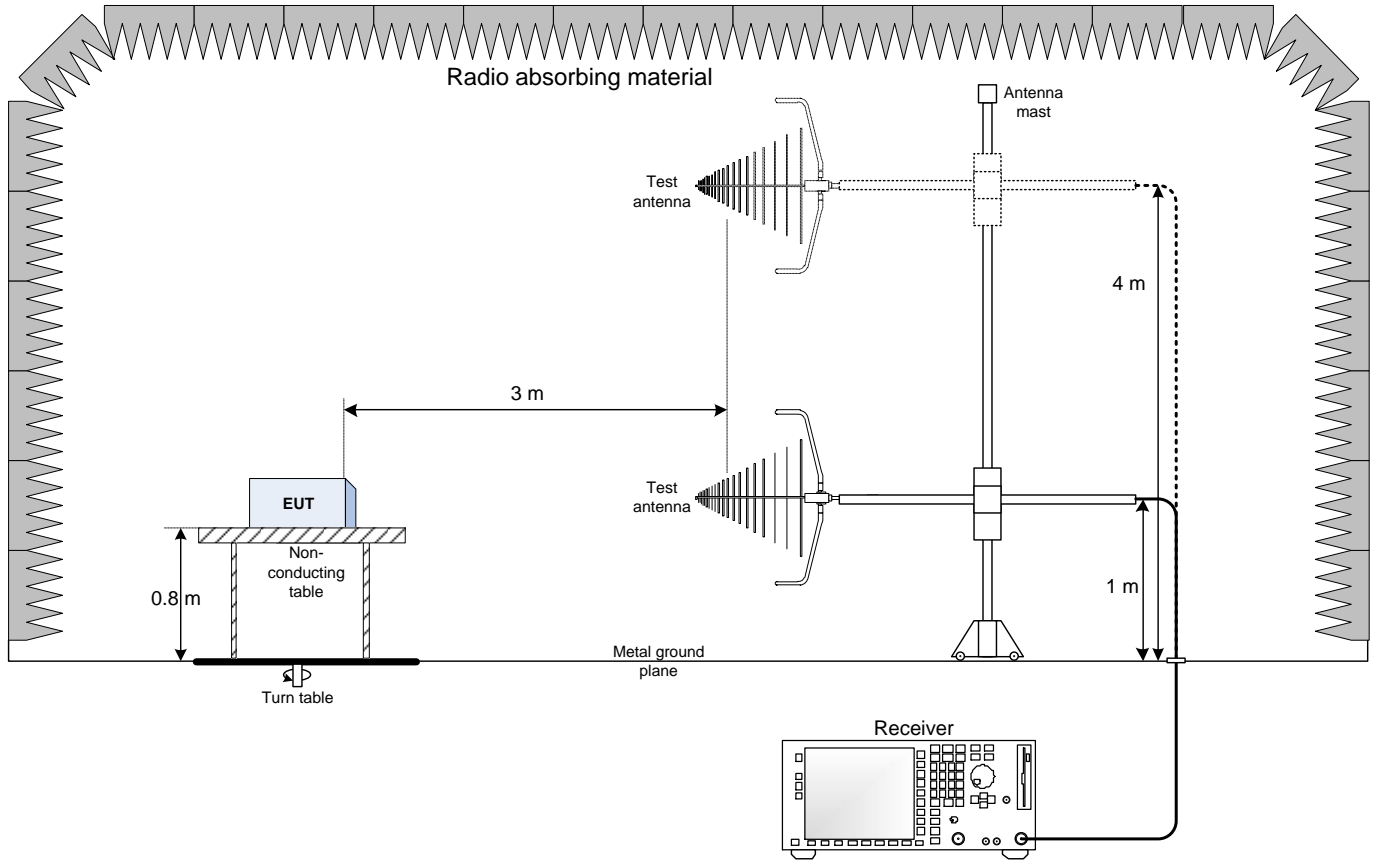 Radio absorbing material
Antenna
mast
Test
antenna
4 m
3 m
EUT
Test
antenna
Non-
conducting
table
0.8 m
1 m
Metal ground
plane
Turn table
Receiver